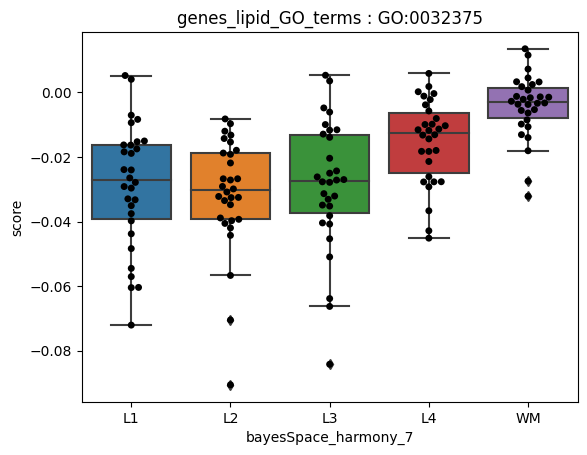 genes_lipid_GO_terms : GO:0032375
score
0.00
−0.02
−0.04
−0.06
−0.08
L1
L2
L3
L4
WM
bayesSpace_harmony_7